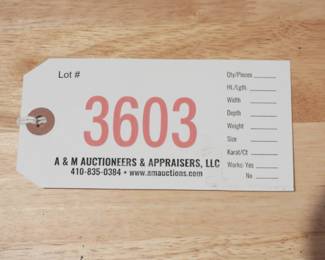 Lot #
3603
A & M AUCTIONEERS & APPRAISERS, LLC
410-835-0384 • www.amauctions.com
Qty/Pieces
Ht./Lgth.
Width
Depth
Weight
Size
Karat/Ct
Works: Yes
No